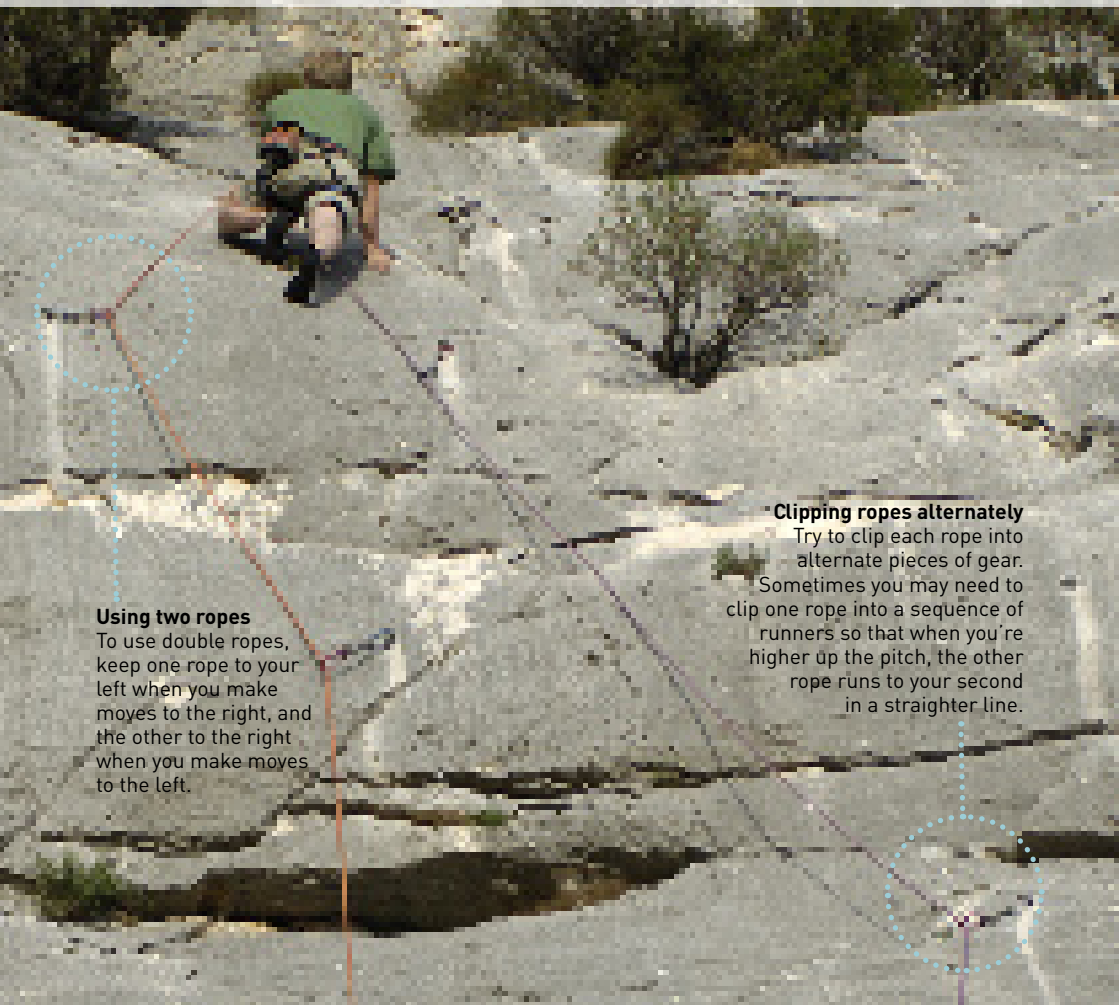 Using two ropes
To use double ropes,
keep one rope to your
left when you make
moves to the right, and
the other to the right
when you make moves
to the left.
Clipping ropes alternately
Try to clip each rope into
alternate pieces of gear.
Sometimes you may need to
clip one rope into a sequence of
runners so that when you're
higher up the pitch, the other
rope runs to your second
in a straighter line.